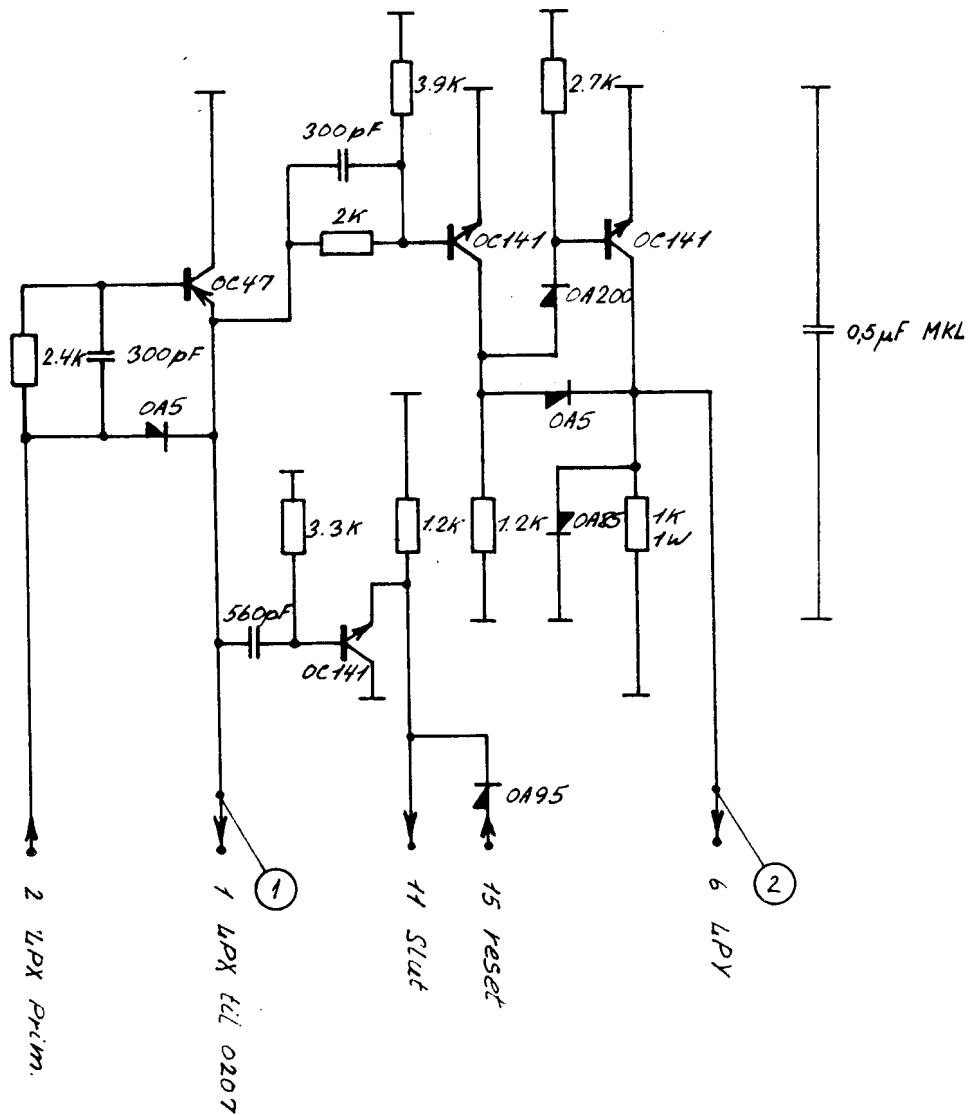 3.9K
2.7K
300pF
2K
OC141
OC141
OC47
OA200
0,5µF MKL
2.4K
300pF
OA5
OA5
3.3K
1.2K
1.2K
OA85
1K
1W
560pF
OC141
OA95
1
2
2 LPX Prim.
1 LPX til 0207
11 Slut
15 reset
6 LPY